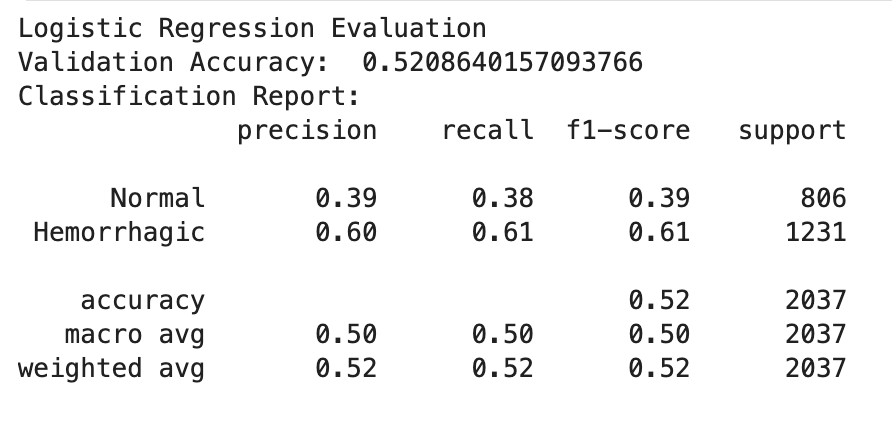 Logistic Regression Evaluation
Validation Accuracy:  0.5208640157093766
Classification Report:
              precision    recall  f1-score   support
      Normal       0.39      0.38      0.39       806
 Hemorrhagic       0.60      0.61      0.61      1231
    accuracy                           0.52      2037
   macro avg       0.50      0.50      0.50      2037
weighted avg       0.52      0.52      0.52      2037